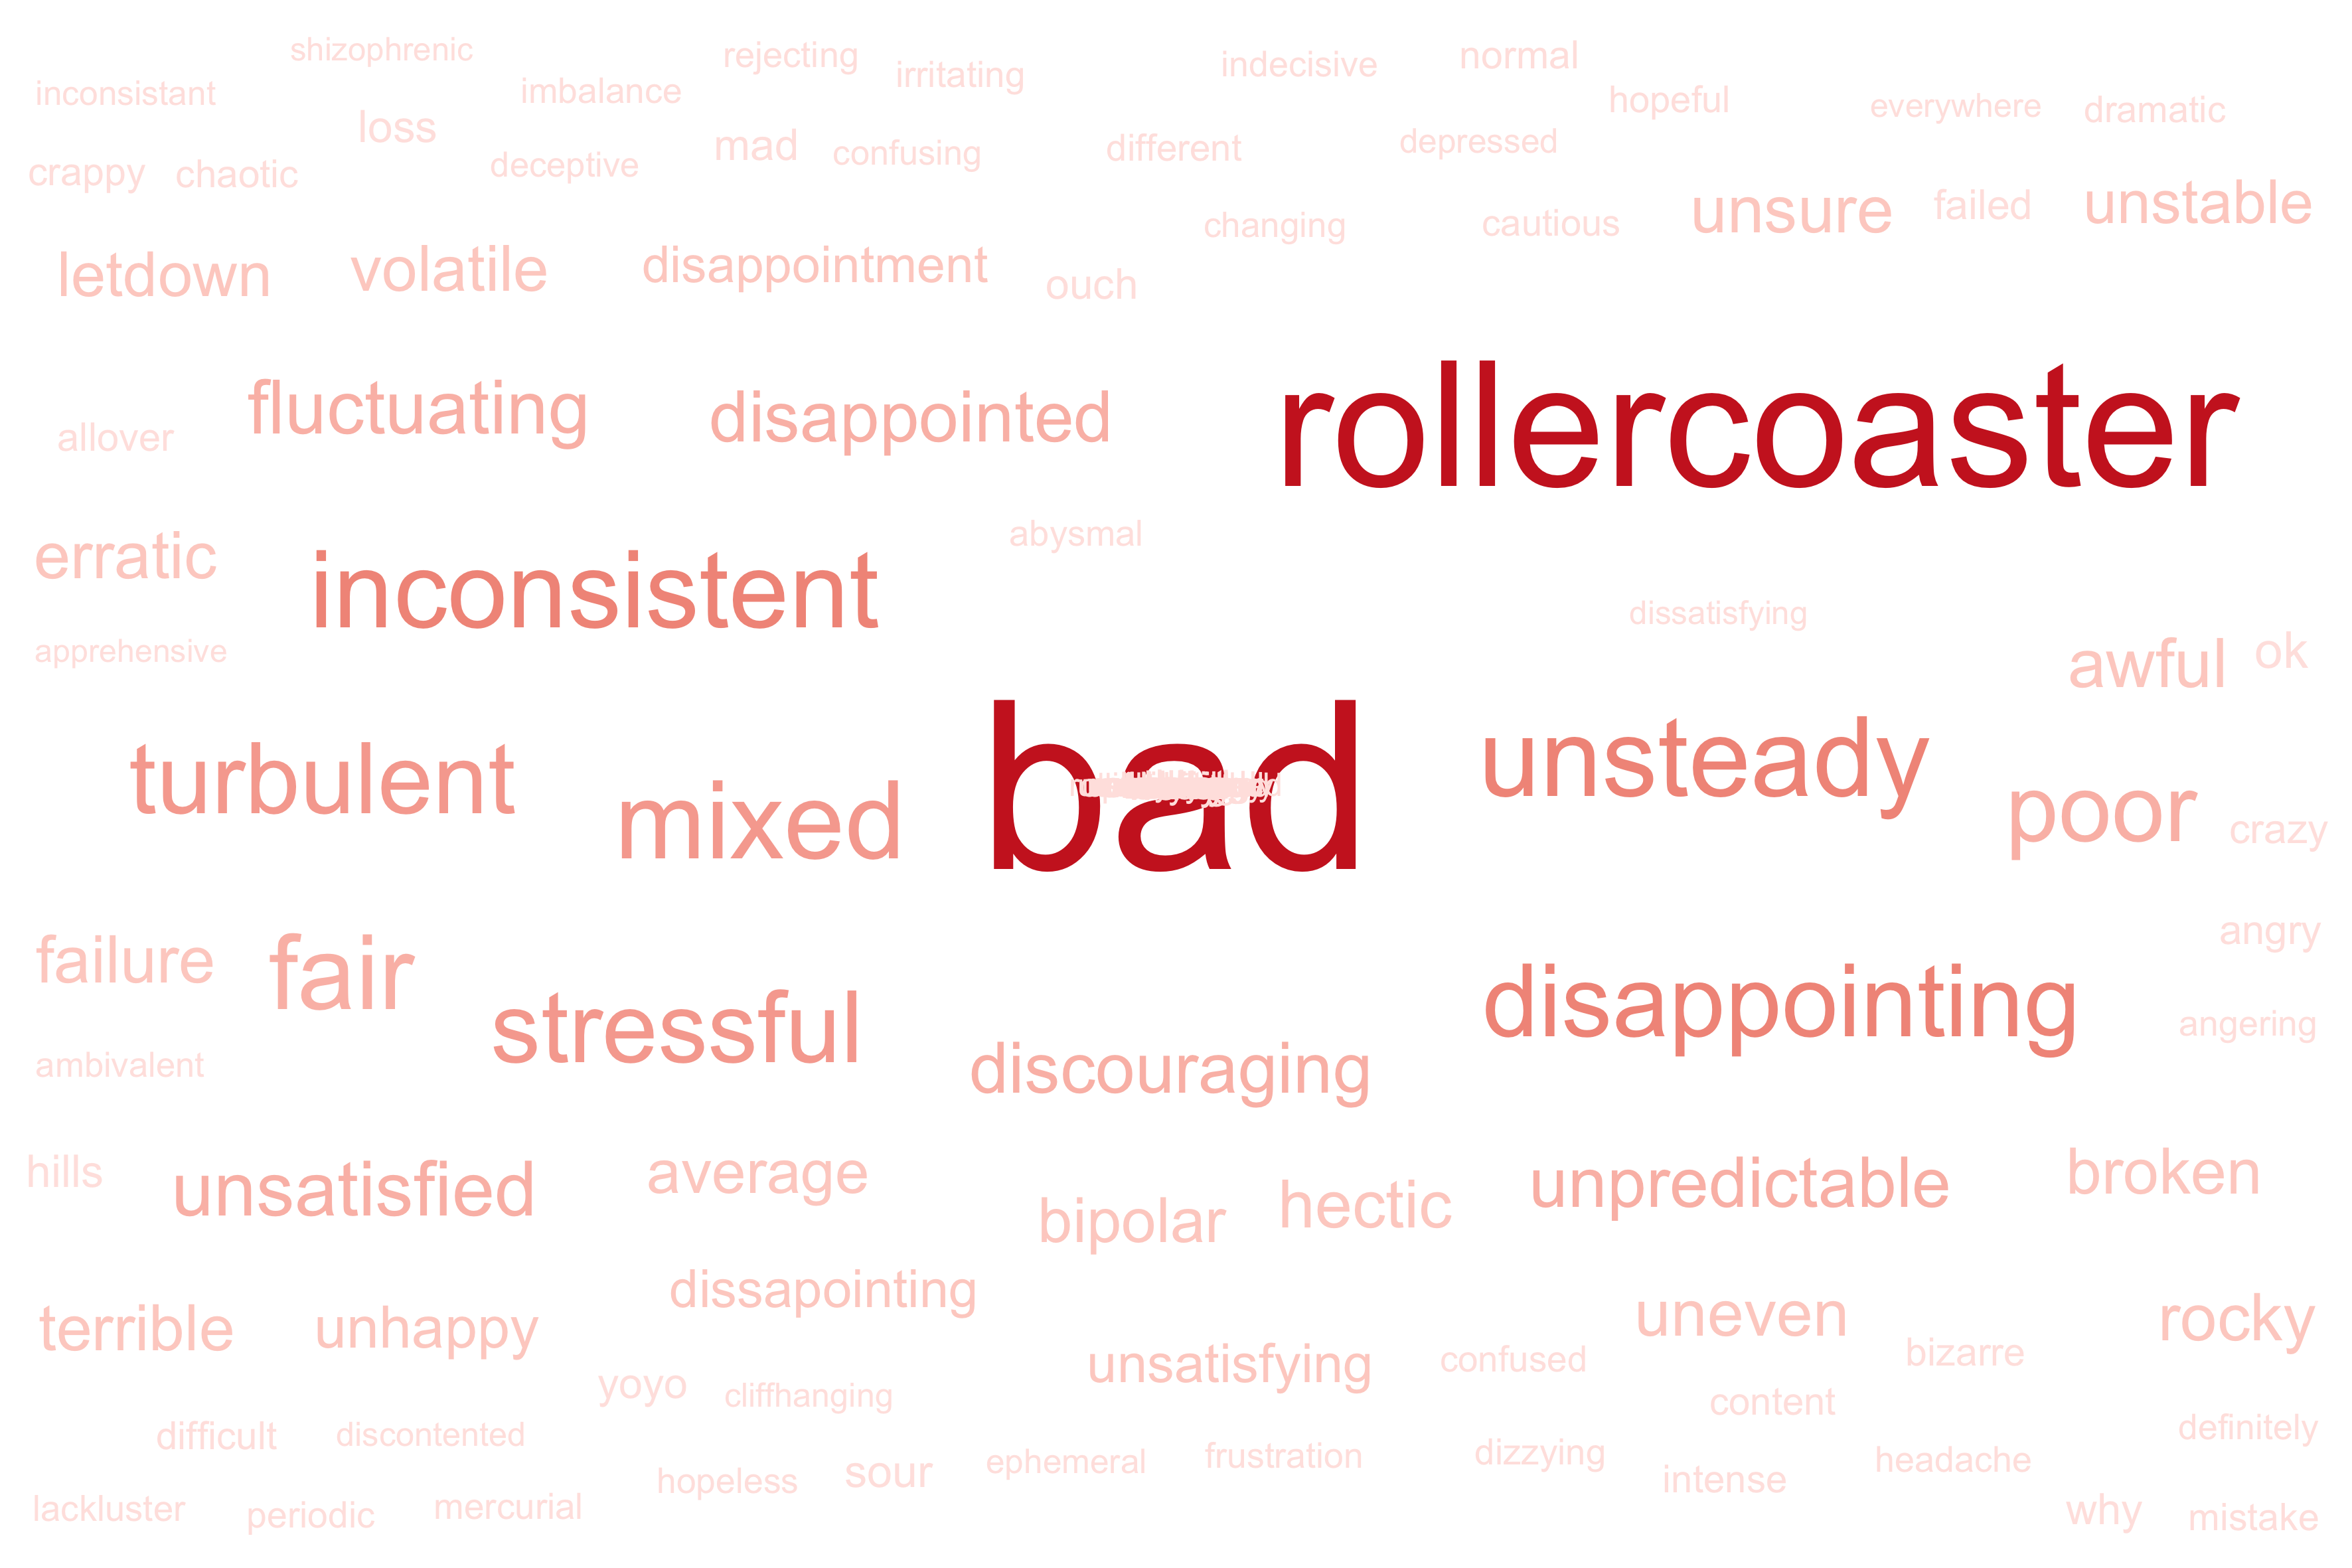 shizophrenic
rejecting
irritating
indecisive
normal
inconsistant
imbalance
hopeful
everywhere
dramatic
loss
crappy
chaotic
deceptive
mad
confusing
different
depressed
changing
cautious
unsure
failed
unstable
letdown
volatile
disappointment
ouch
allover
fluctuating
disappointed
rollercoaster
erratic
inconsistent
abysmal
dissatisfying
apprehensive
awful
ok
turbulent
mixed
bad
unsteady
poor
crazy
failure
fair
stressful
disappointing
angry
angering
ambivalent
discouraging
hills
unsatisfied
average
bipolar
hectic
unpredictable
broken
terrible
unhappy
dissapointing
uneven
rocky
unsatisfying
confused
bizarre
yoyo
cliffhanging
content
difficult
discontented
definitely
hopeless
sour
ephemeral
frustration
dizzying
intense
headache
lackluster
periodic
mercurial
why
mistake